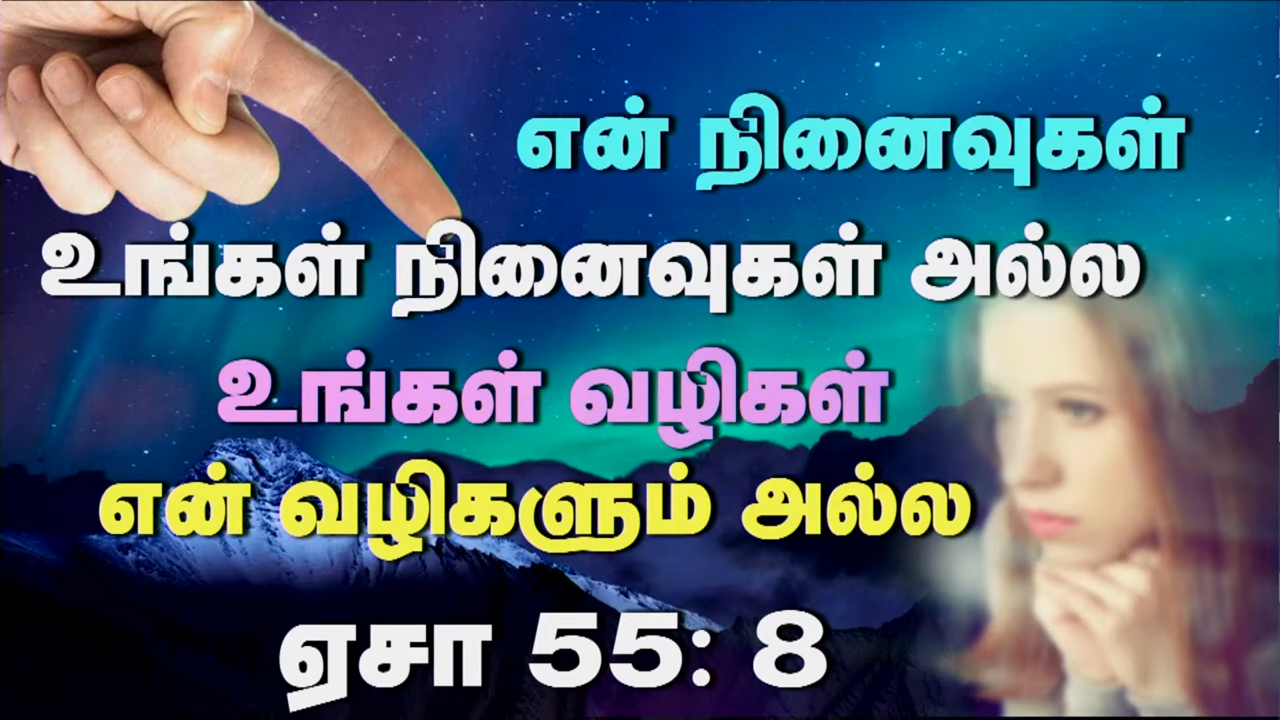 என் நினைவுகள்
உங்கள் நினைவுகள் அல்ல
உங்கள் வழிகள்
என் வழிகளும் அல்ல
ஏசா 55: 8